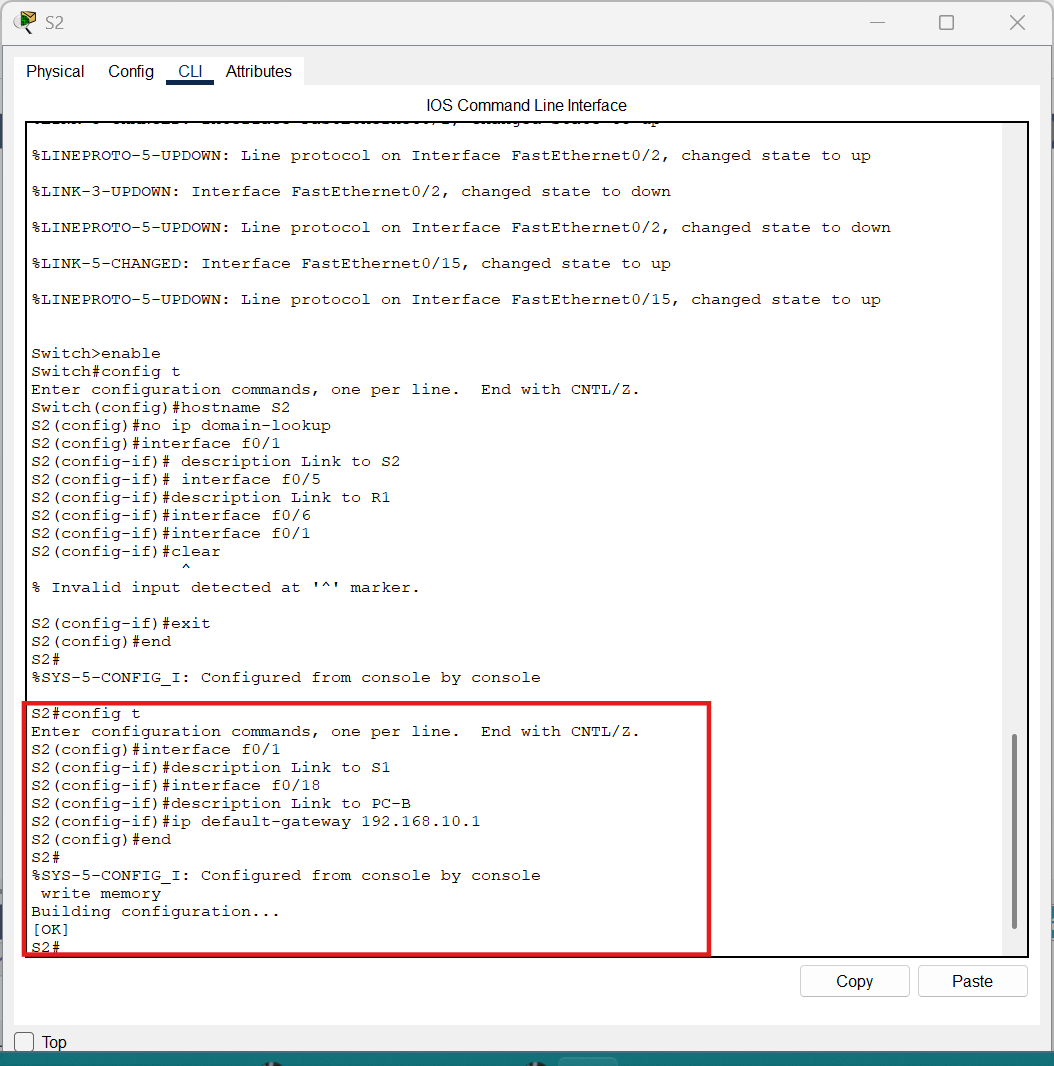 S2
Physical Config CLI Attributes
IOS Command Line Interface
%LINEPROTO-5-UPDOWN: Line protocol on Interface FastEthernet0/2, changed state to up
%LINK-3-UPDOWN: Interface FastEthernet0/2, changed state to down
%LINEPROTO-5-UPDOWN: Line protocol on Interface FastEthernet0/2, changed state to down
%LINK-5-CHANGED: Interface FastEthernet0/15, changed state to up
%LINEPROTO-5-UPDOWN: Line protocol on Interface FastEthernet0/15, changed state to up
Switch>enable
Switch#config t
Enter configuration commands, one per line.  End with CNTL/Z.
Switch(config)#hostname S2
S2(config)#no ip domain-lookup
S2(config)#interface f0/1
S2(config-if)# description Link to S2
S2(config-if)# interface f0/5
S2(config-if)#description Link to R1
S2(config-if)#interface f0/6
S2(config-if)#interface f0/1
S2(config-if)#clear
^
% Invalid input detected at '^' marker.
S2(config-if)#exit
S2(config)#end
S2#
%SYS-5-CONFIG_I: Configured from console by console
S2#config t
Enter configuration commands, one per line.  End with CNTL/Z.
S2(config)#interface f0/1
S2(config-if)#description Link to S1
S2(config-if)#interface f0/18
S2(config-if)#description Link to PC-B
S2(config-if)#ip default-gateway 192.168.10.1
S2(config)#end
S2#
%SYS-5-CONFIG_I: Configured from console by console
write memory
Building configuration...
[OK]
S2#
Copy Paste
Top